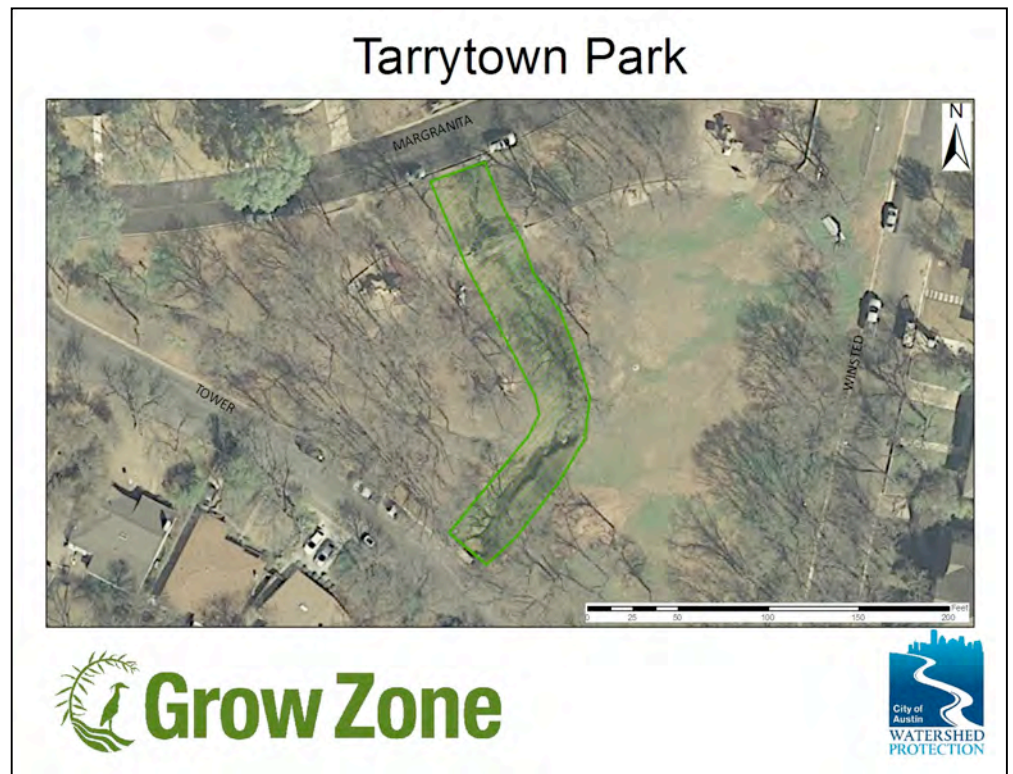 Tarrytown Park
MARGRANITA
N
TOWER
WINSTED
Feet
0 25 50 100 150 200
Grow Zone
City of
Austin
WATERSHED
PROTECTION